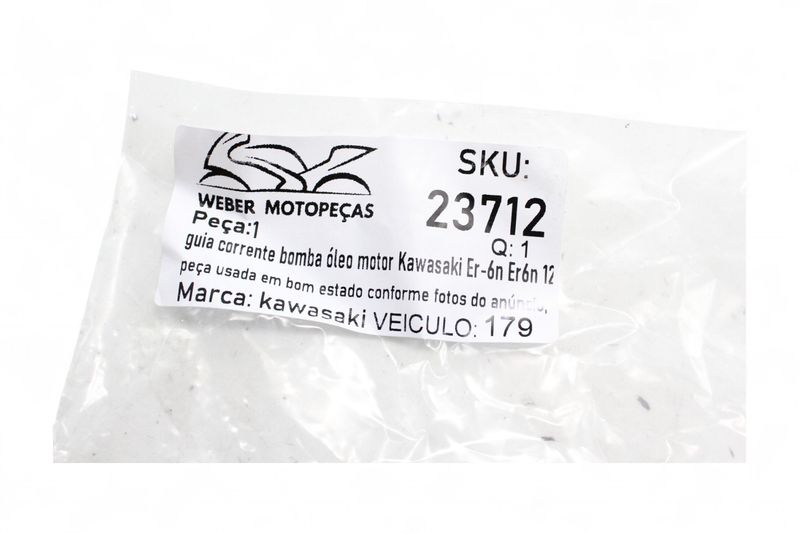 SKU:
WEBER MOTOPEÇAS
23712
Peça:1
Q: 1
guia corrente bomba óleo motor Kawasaki Er-6n Er6n 12
peça usada em bom estado conforme fotos do anúncio,
Marca: kawasaki VEICULO: 179